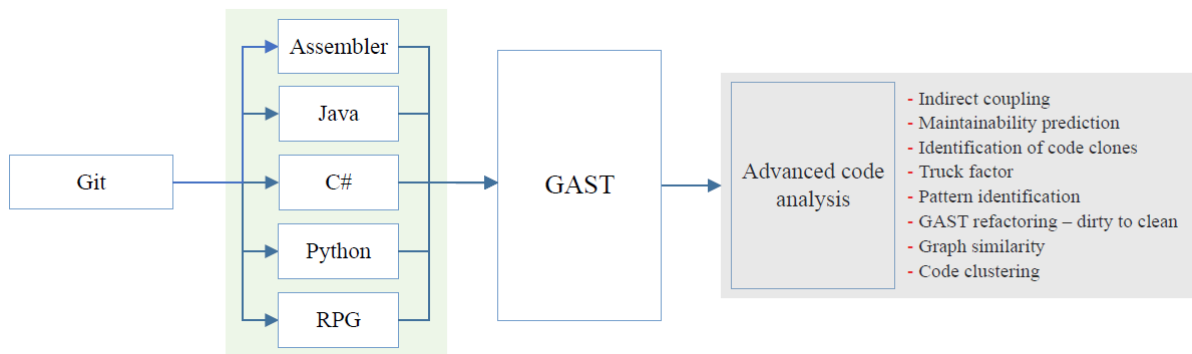 Git
Assembler
Java
C#
Python
RPG
GAST
Advanced code
analysis
- Indirect coupling
- Maintainability prediction
- Identification of code clones
- Truck factor
- Pattern identification
- GAST refactoring – dirty to clean
- Graph similarity
- Code clustering